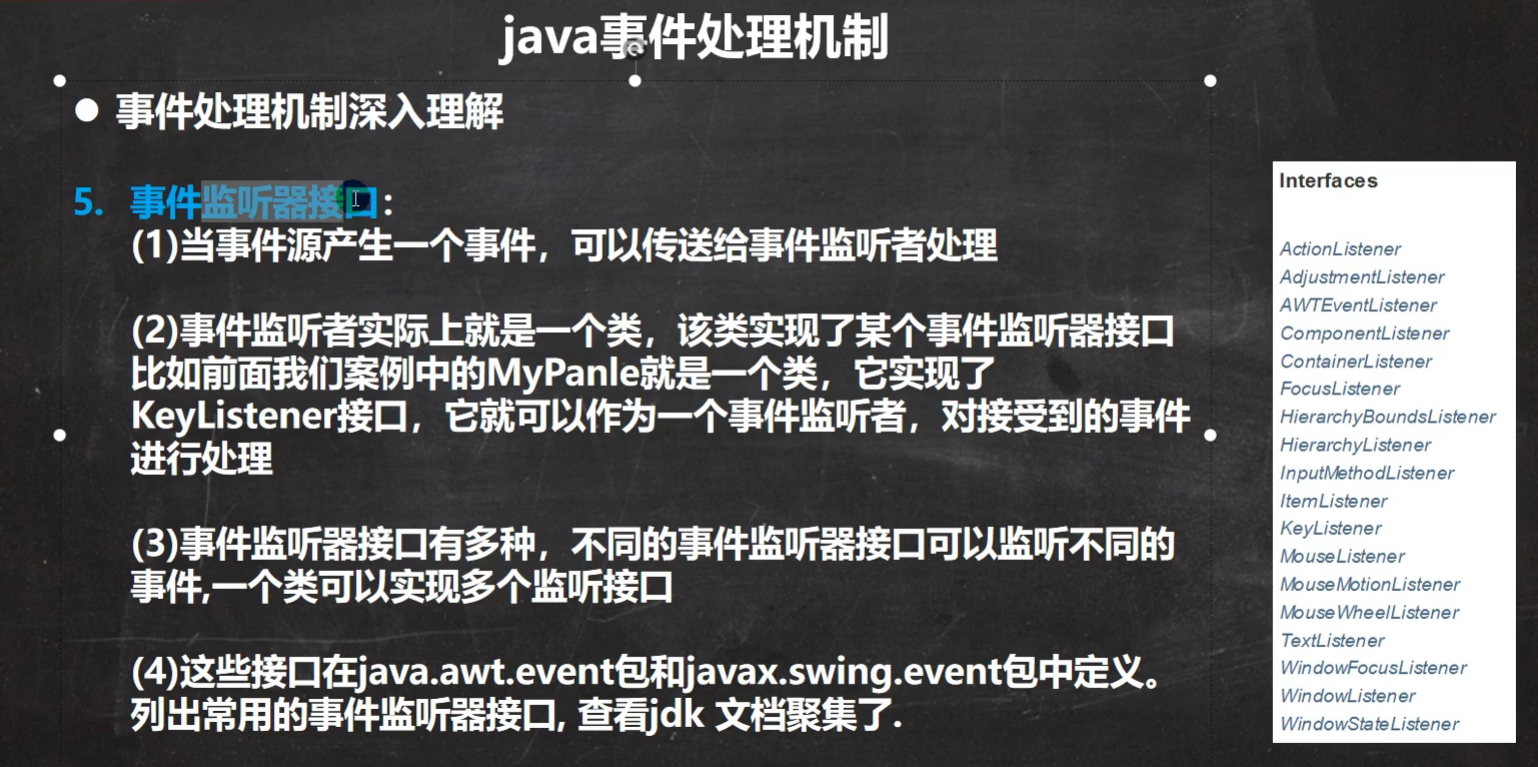 java事件处理机制
● 事件处理机制深入理解
5. 事件监听器接口：
(1)当事件源产生一个事件，可以传送给事件监听者处理
(2)事件监听者实际上就是一个类，该类实现了某个事件监听器接口
比如前面我们案例中的MyPanle就是一个类，它实现了
KeyListener接口，它就可以作为一个事件监听者，对接受到的事件
进行处理
(3)事件监听器接口有多种，不同的事件监听器接口可以监听不同的
事件,一个类可以实现多个监听接口
(4)这些接口在java.awt.event包和javax.swing.event包中定义。
列出常用的事件监听器接口, 查看jdk 文档聚集了.
Interfaces
ActionListener
AdjustmentListener
AWTEventListener
ComponentListener
ContainerListener
FocusListener
HierarchyBoundsListener
HierarchyListener
InputMethodListener
ItemListener
KeyListener
MouseListener
MouseMotionListener
MouseWheelListener
TextListener
WindowFocusListener
WindowListener
WindowStateListener